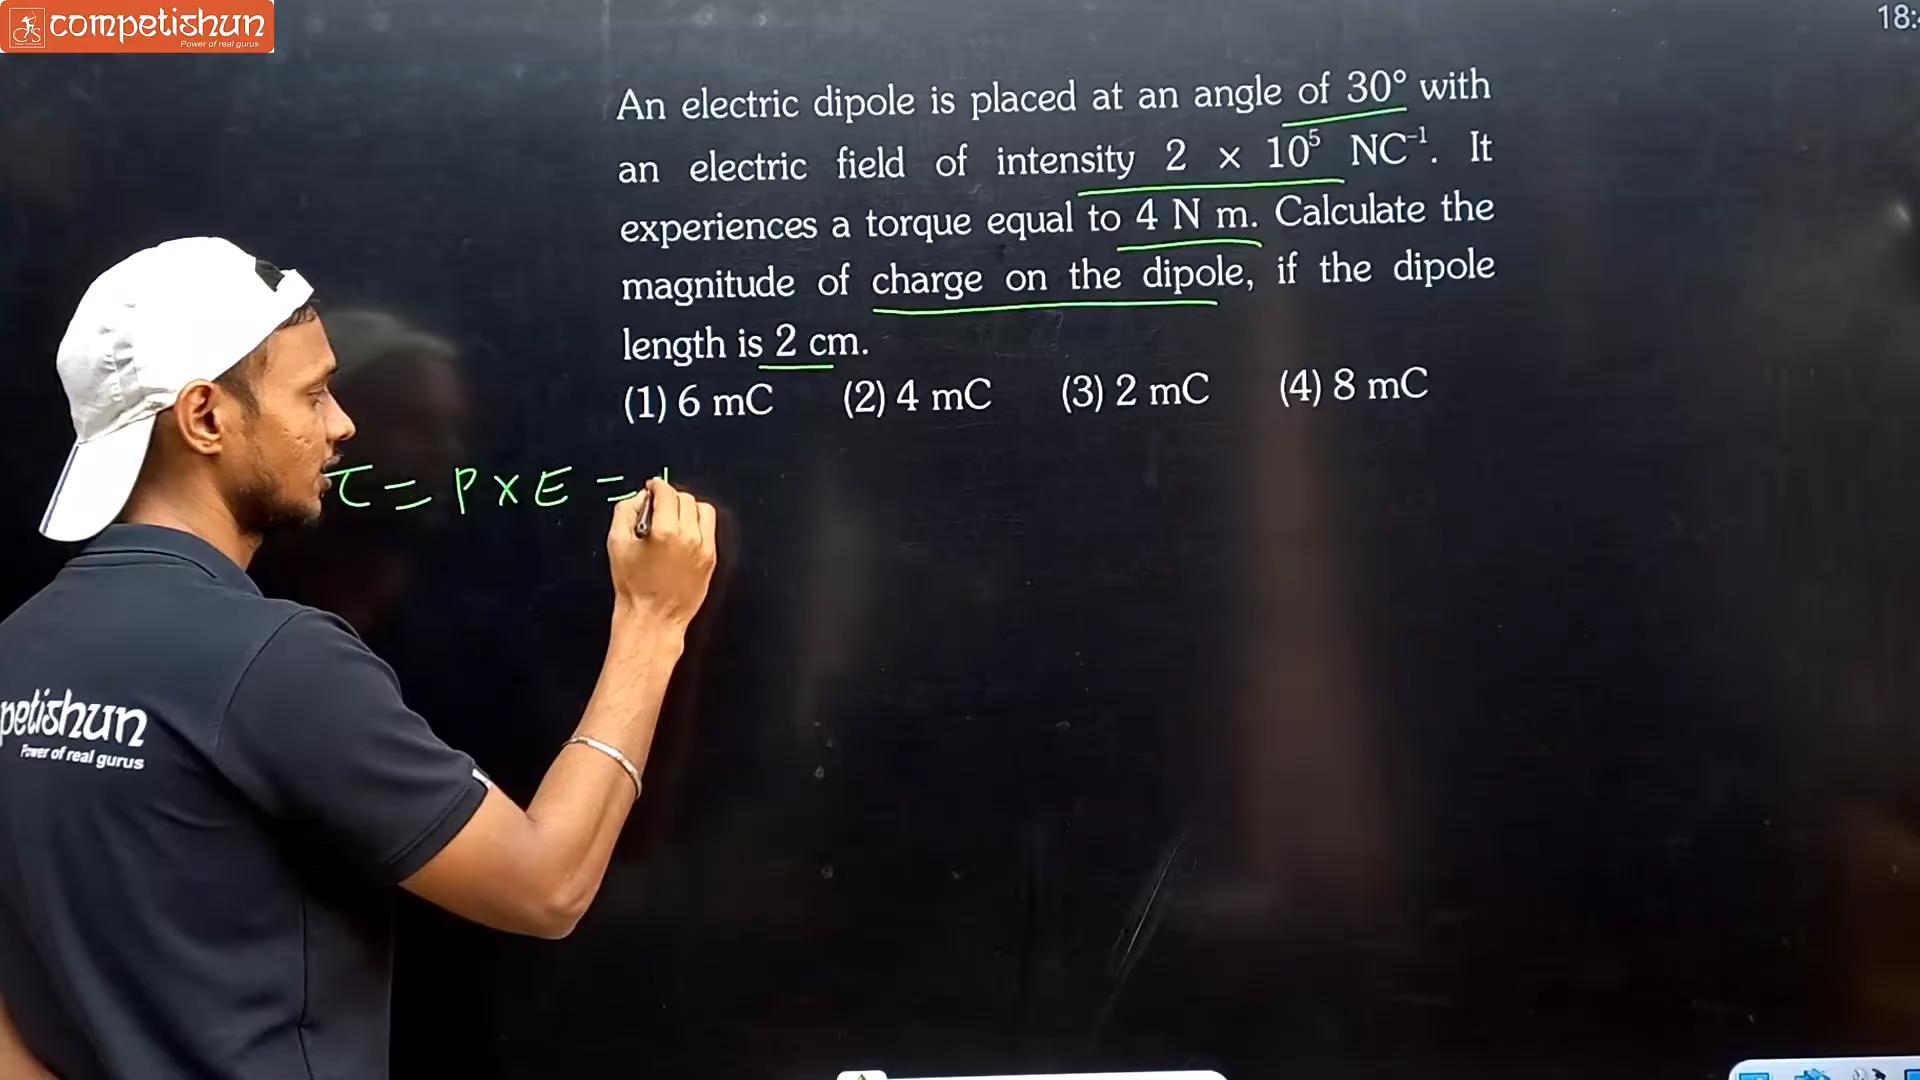 competishun
Power of real gurus
18:
An electric dipole is placed at an angle of 30° with
an electric field of intensity 2 × 10⁵ NC⁻¹. It
experiences a torque equal to 4 N m. Calculate the
magnitude of charge on the dipole, if the dipole
length is 2 cm.
(1) 6 mC (2) 4 mC (3) 2 mC (4) 8 mC
τ = P × E =
petishun
Power of real gurus